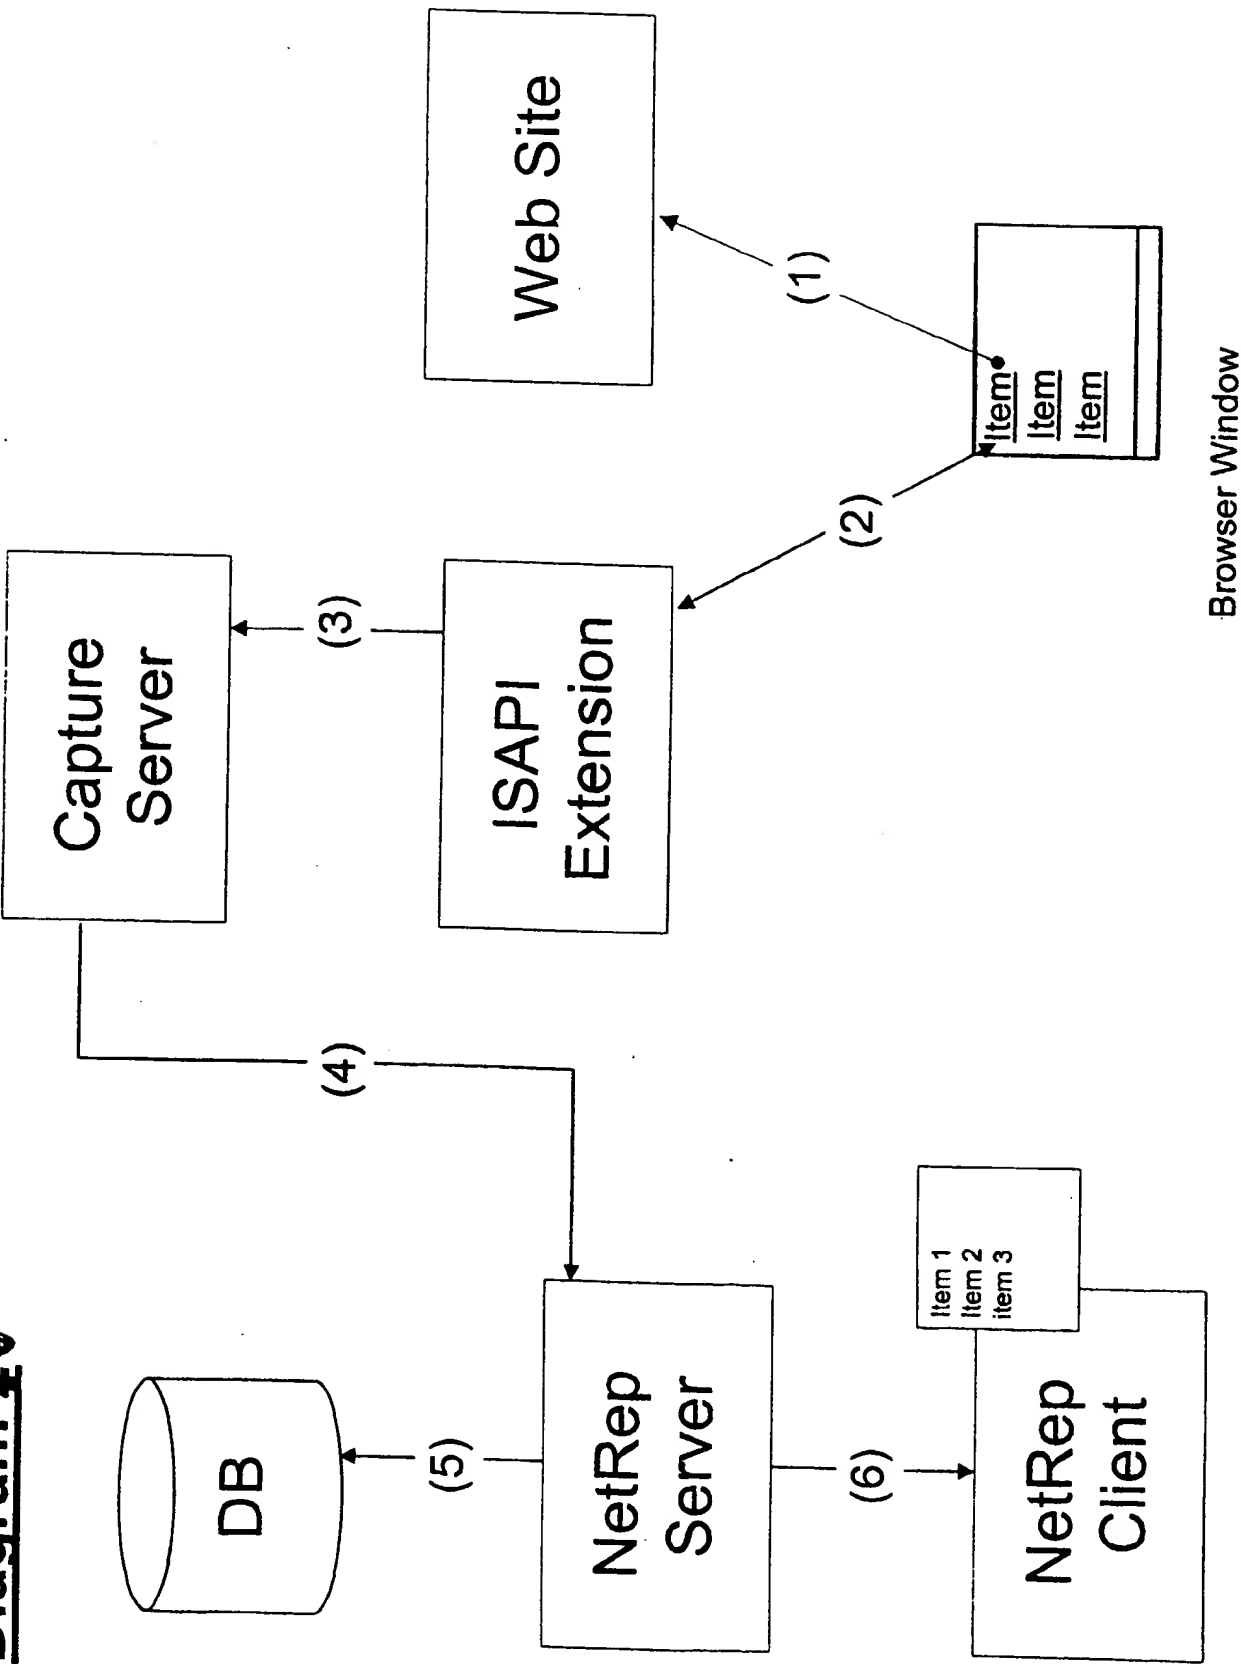 Capture
Server
Web Site
DB
(5)
(4)
(3)
NetRep
Server
ISAPI
Extension
(1)
(2)
(6)
Item 1
Item 2
item 3
Item
Item
Item
NetRep
Client
Browser Window